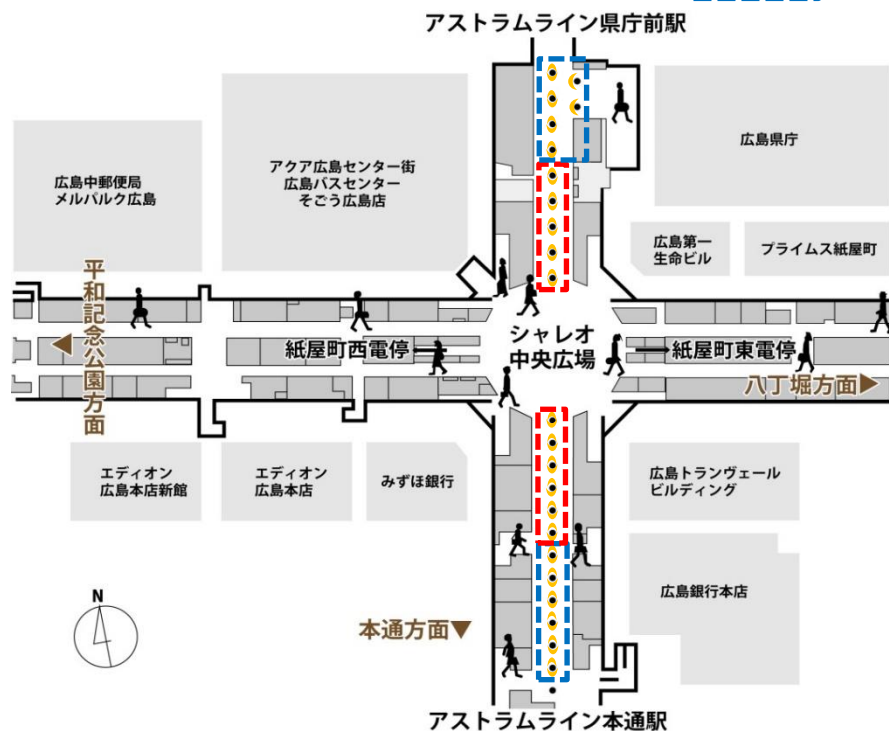 アストラムライン県庁前駅
広島中郵便局
メルパルク広島
アクア広島センター街
広島バスセンター
そごう広島店
広島県庁
広島第一
生命ビル
プライムス紙屋町
平和記念公園方面
◀
紙屋町西電停
シャレオ
中央広場
紙屋町東電停
八丁堀方面▶
エディオン
広島本店新館
エディオン
広島本店
みずほ銀行
広島トランヴェール
ビルディング
広島銀行本店
N
本通方面▼
アストラムライン本通駅